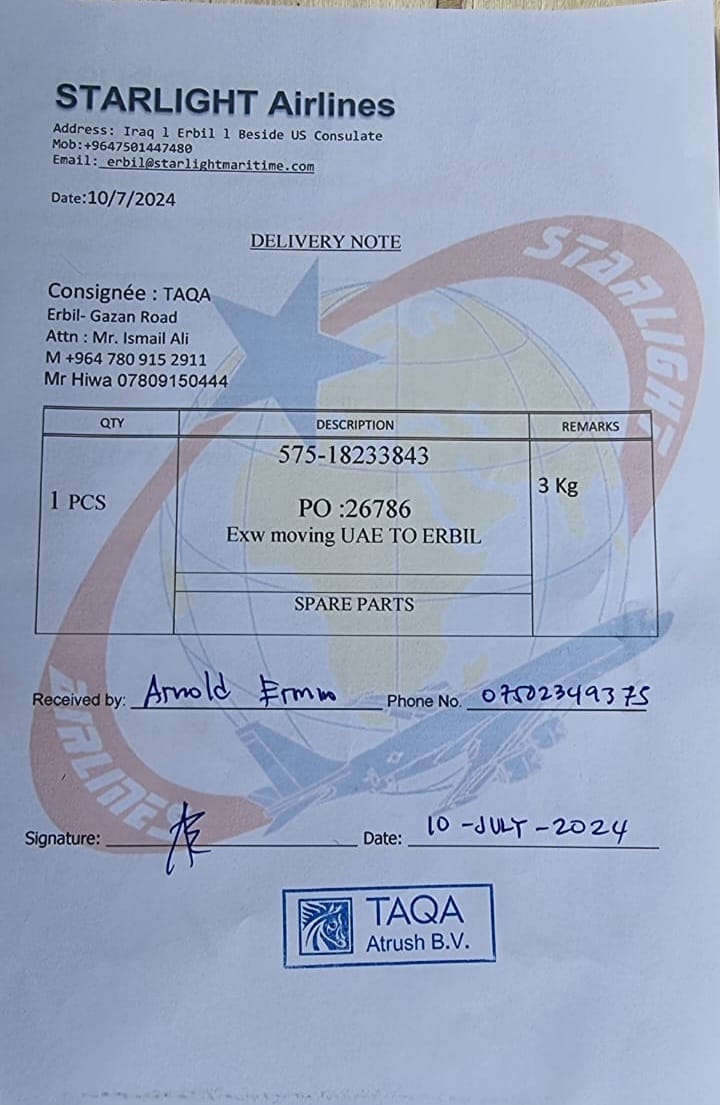 STARLIGHT Airlines
Address: Iraq l Erbil l Beside US Consulate
Mob:+9647501447480
Email: erbil@starlightmaritime.com
Date:10/7/2024
DELIVERY NOTE
Consignée : TAQA
Erbil- Gazan Road
Attn : Mr. Ismail Ali
M +964 780 915 2911
Mr Hiwa 07809150444
QTY DESCRIPTION REMARKS
575-18233843
1 PCS
3 Kg
PO :26786
Exw moving UAE TO ERBIL
SPARE PARTS
Received by: Arnold Phone No. 07502349375
Signature: Date: 10 -JULY -2024
TAQA
Atrush B.V.
STARLIGHT
AIRLINES